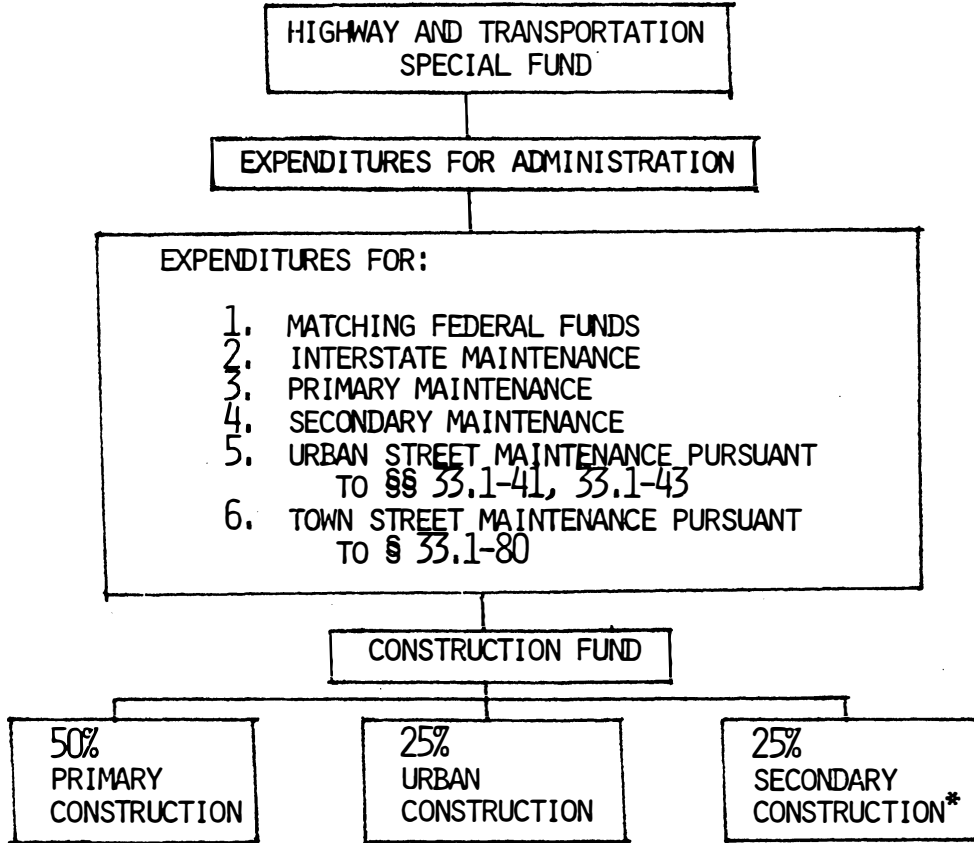 HIGHWAY AND TRANSPORTATION
SPECIAL FUND
EXPENDITURES FOR ADMINISTRATION
EXPENDITURES FOR:
1. MATCHING FEDERAL FUNDS
2. INTERSTATE MAINTENANCE
3. PRIMARY MAINTENANCE
4. SECONDARY MAINTENANCE
5. URBAN STREET MAINTENANCE PURSUANT
TO §§ 33.1-41, 33.1-43
6. TOWN STREET MAINTENANCE PURSUANT
TO § 33.1-80
CONSTRUCTION FUND
50%
PRIMARY
CONSTRUCTION
25%
URBAN
CONSTRUCTION
25%
SECONDARY
CONSTRUCTION*